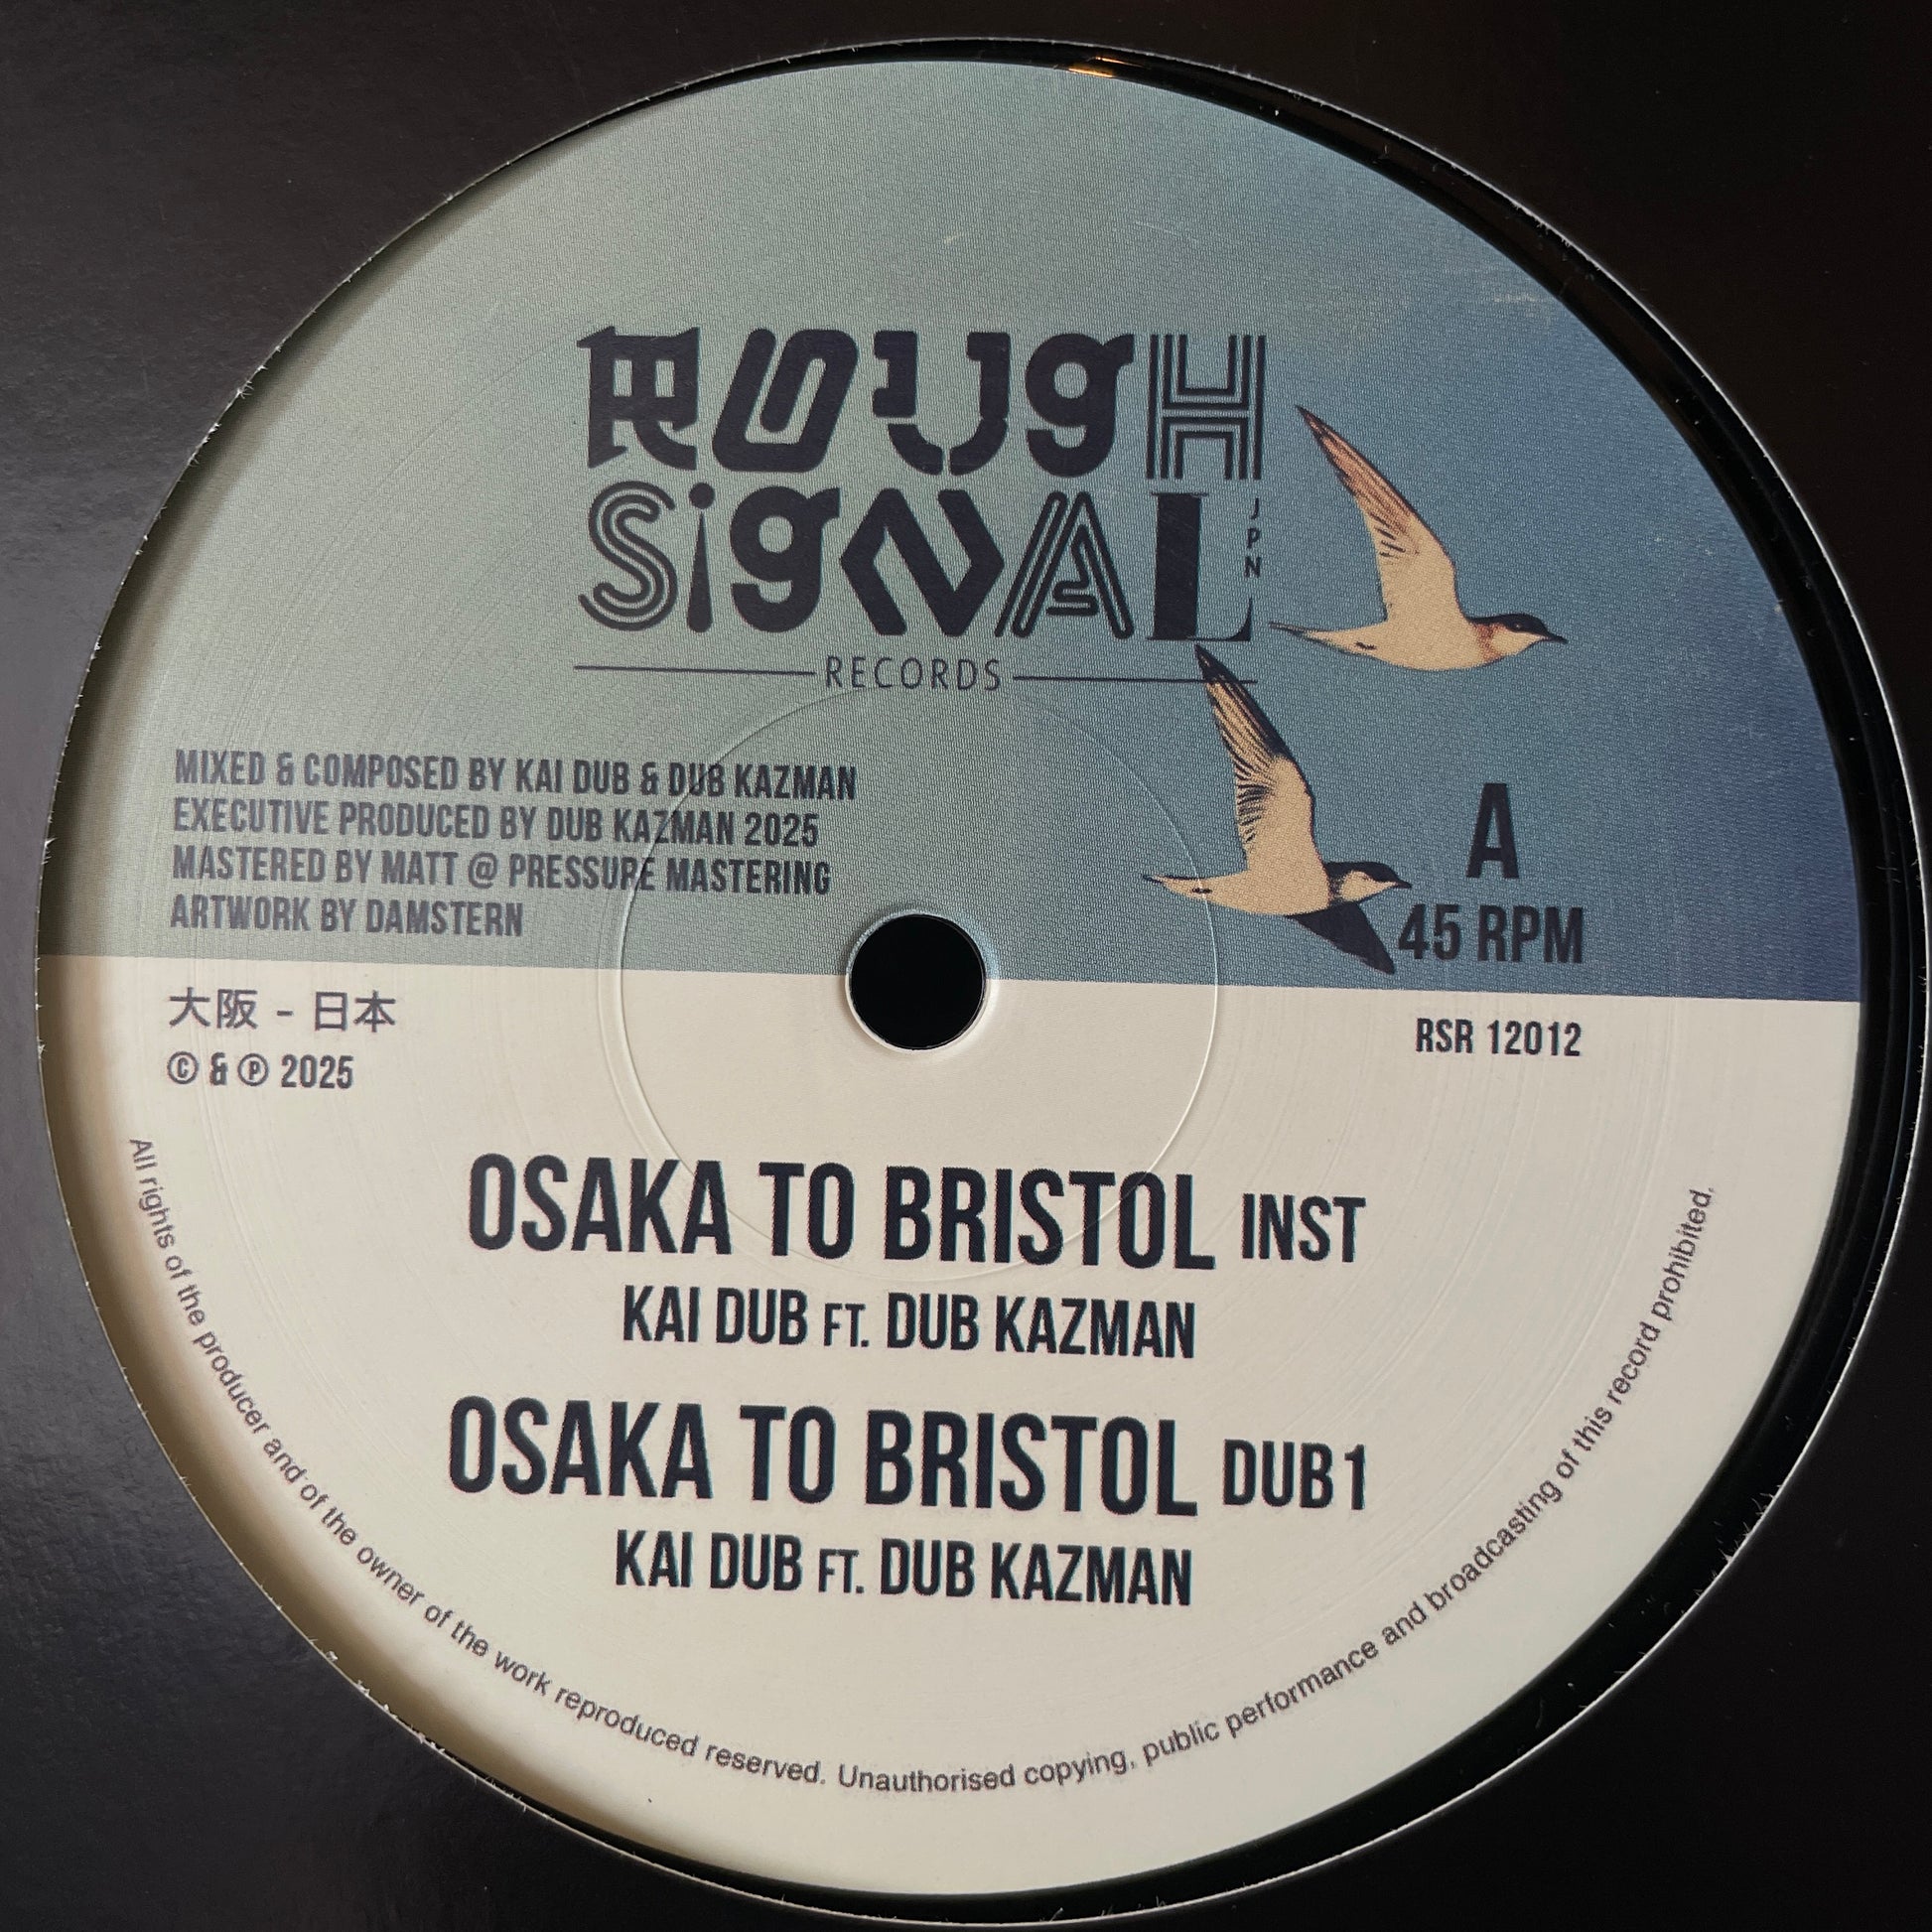 ROUGH
SiGNAL
JPN
RECORDS
MIXED & COMPOSED BY KAI DUB & DUB KAZMAN
EXECUTIVE PRODUCED BY DUB KAZMAN 2025
MASTERED BY MATT @ PRESSURE MASTERING
ARTWORK BY DAMSTERN
A
45 RPM
大阪 - 日本
© & ℗ 2025
RSR 12012
OSAKA TO BRISTOL INST
KAI DUB FT. DUB KAZMAN
OSAKA TO BRISTOL DUB1
KAI DUB FT. DUB KAZMAN
All rights of the producer and of the owner of the work reproduced reserved. Unauthorised copying, public performance and broadcasting of this record prohibited.